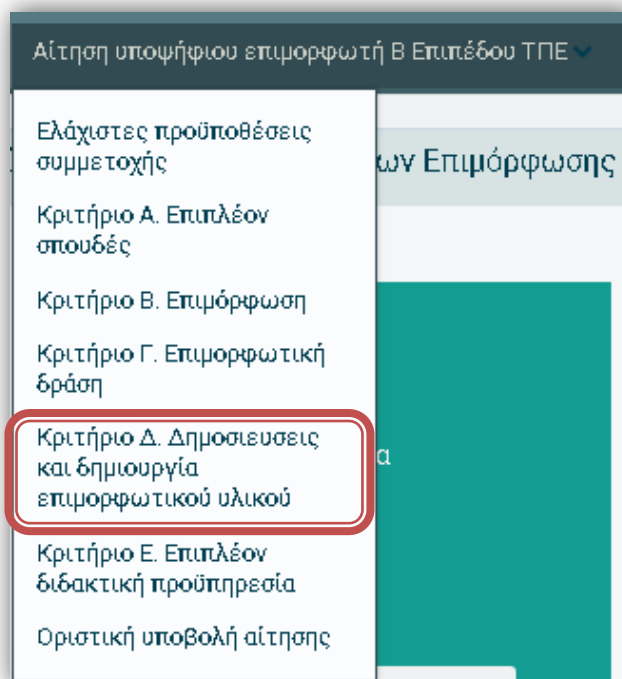 Αίτηση υποψήφιου επιμορφωτή Β Επιπέδου ΤΠΕ
Ελάχιστες προϋποθέσεις
συμμετοχής
ων Επιμόρφωσης
Κριτήριο Α. Επιπλέον
σπουδές
Κριτήριο Β. Επιμόρφωση
Κριτήριο Γ. Επιμορφωτική
δράση
Κριτήριο Δ. Δημοσιευσεις
και δημιουργία
α
επιμορφωτικού υλικού
Κριτήριο Ε. Επιπλέον
διδακτική προϋπηρεσία
Οριστική υποβολή αίτησης